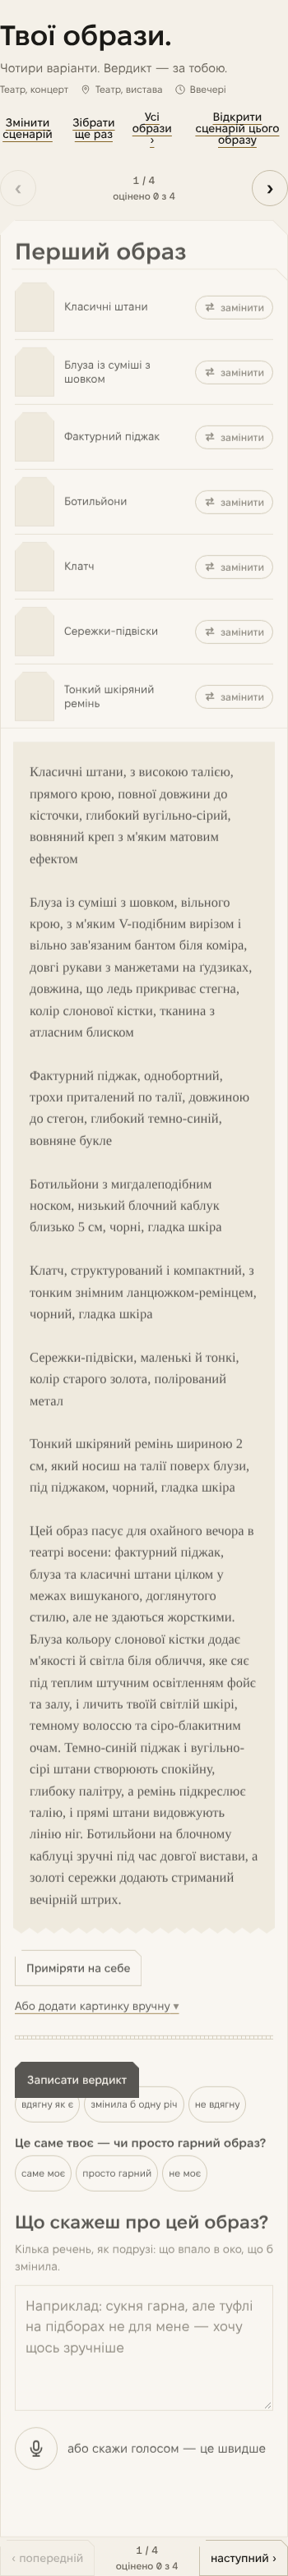 Твої образи.
Чотири варіанти. Вердикт — за тобою.
Театр, концерт Театр, вистава Ввечері
Змінити
сценарій
Зібрати
ще раз
Усі
образи
›
Відкрити
сценарій цього
образу
‹
1 / 4
оцінено 0 з 4
›
Перший образ
Класичні штани
замінити
Блуза із суміші з
шовком
замінити
Фактурний піджак
замінити
Ботильйони
замінити
Клатч
замінити
Сережки-підвіски
замінити
Тонкий шкіряний
ремінь
замінити
Класичні штани, з високою талією,
прямого крою, повної довжини до
кісточки, глибокий вугільно-сірий,
вовняний креп з м'яким матовим
ефектом
Блуза із суміші з шовком, вільного
крою, з м'яким V-подібним вирізом і
вільно зав'язаним бантом біля коміра,
довгі рукави з манжетами на ґудзиках,
довжина, що ледь прикриває стегна,
колір слонової кістки, тканина з
атласним блиском
Фактурний піджак, однобортний,
трохи приталений по талії, довжиною
до стегон, глибокий темно-синій,
вовняне букле
Ботильйони з мигдалеподібним
носком, низький блочний каблук
близько 5 см, чорні, гладка шкіра
Клатч, структурований і компактний, з
тонким знімним ланцюжком-ремінцем,
чорний, гладка шкіра
Сережки-підвіски, маленькі й тонкі,
колір старого золота, полірований
метал
Тонкий шкіряний ремінь шириною 2
см, який носиш на талії поверх блузи,
під піджаком, чорний, гладка шкіра
Цей образ пасує для охайного вечора в
театрі восени: фактурний піджак,
блуза та класичні штани цілком у
межах вишуканого, доглянутого
стилю, але не здаються жорсткими.
Блуза кольору слонової кістки додає
м'якості й світла біля обличчя, яке сяє
під теплим штучним освітленням фойє
та залу, і личить твоїй світлій шкірі,
темному волоссю та сіро-блакитним
очам. Темно-синій піджак і вугільно-
сірі штани створюють спокійну,
глибоку палітру, а ремінь підкреслює
талію, і прямі штани видовжують
лінію ніг. Ботильйони на блочному
каблуці зручні під час довгої вистави, а
золоті сережки додають стриманий
вечірній штрих.
Приміряти на себе
Або додати картинку вручну ▾
Записати вердикт
вдягну як є
змінила б одну річ
не вдягну
Це саме твоє — чи просто гарний образ?
саме моє
просто гарний
не моє
Що скажеш про цей образ?
Кілька речень, як подрузі: що впало в око, що б
змінила.
Наприклад: сукня гарна, але туфлі
на підборах не для мене — хочу
щось зручніше
або скажи голосом — це швидше
‹ попередній
1 / 4
оцінено 0 з 4
наступний ›